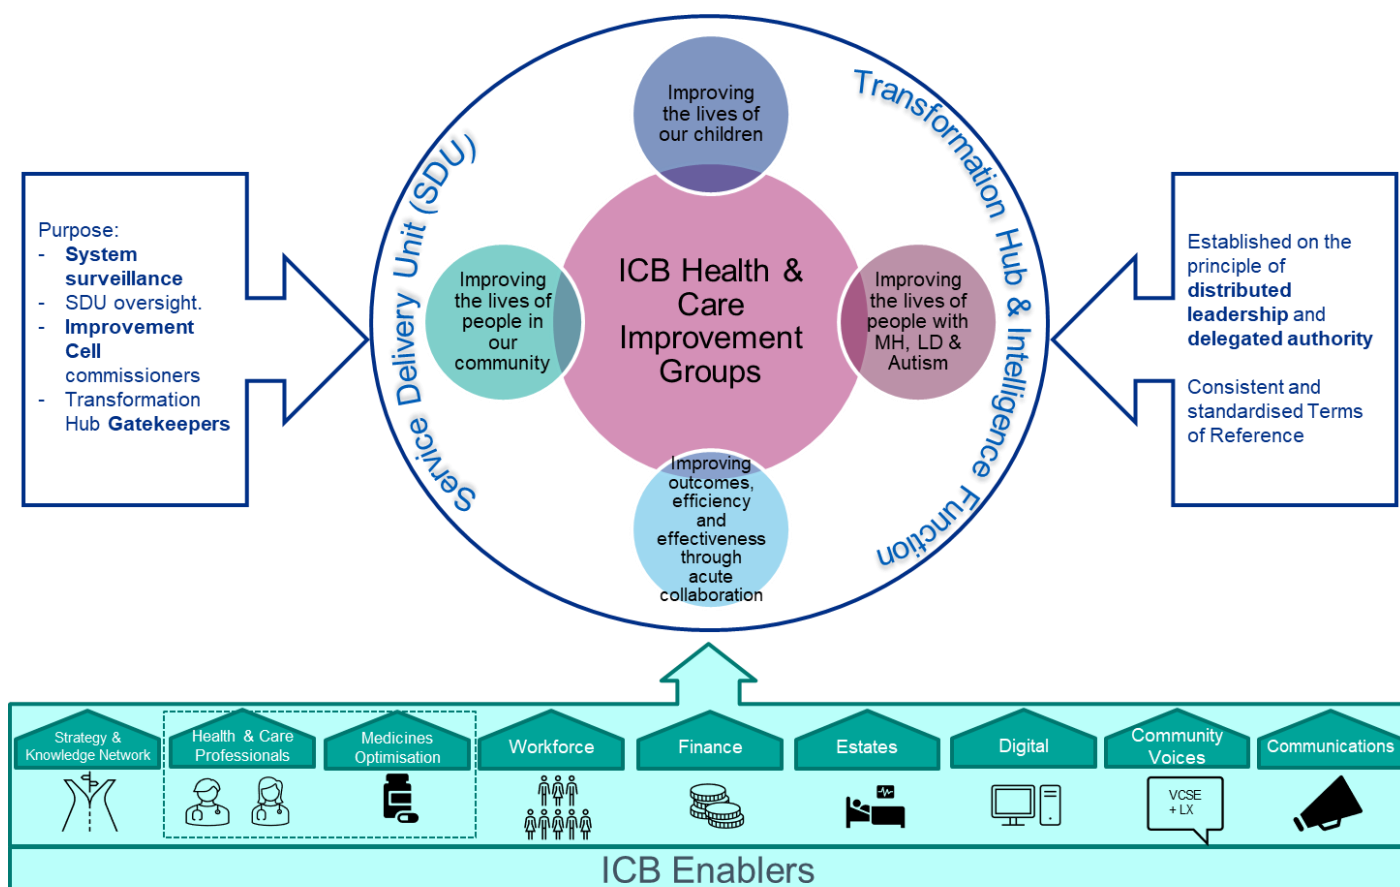 Improving
the lives of
our children
Service Delivery Unit (SDU)
Transformation Hub & Intelligence Function
Purpose:
- System
surveillance
- SDU oversight.
- Improvement
Cell
commissioners
- Transformation
Hub Gatekeepers
Improving
the lives of
people in
our
community
ICB Health &
Care
Improvement
Groups
Improving
the lives of
people with
MH, LD &
Autism
Established on the
principle of
distributed
leadership and
delegated authority
Consistent and
standardised Terms
of Reference
Improving
outcomes,
efficiency
and
effectiveness
through
acute
collaboration
Strategy &
Knowledge Network
Health & Care
Professionals
Medicines
Optimisation
Workforce
Finance
Estates
Digital
Community
Voices
Communications
VCSE
+ LX
ICB Enablers